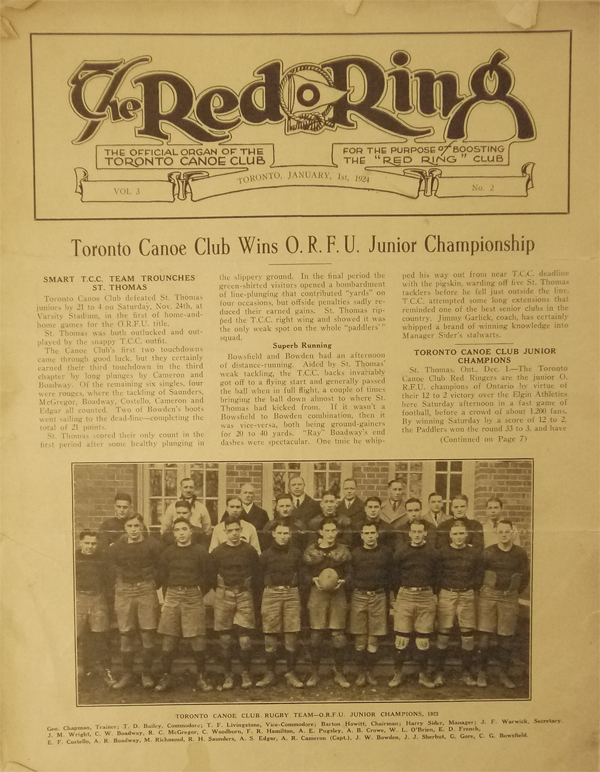 The Red Ring
THE OFFICIAL ORGAN OF THE
TORONTO CANOE CLUB
FOR THE PURPOSE OF BOOSTING
THE "RED RING" CLUB
VOL 3
TORONTO, JANUARY, 1st, 1924
No. 2
Toronto Canoe Club Wins O. R. F. U. Junior Championship
SMART T.C.C. TEAM TROUNCES
ST. THOMAS
Toronto Canoe Club defeated St. Thomas
juniors by 21 to 4 on Saturday, Nov. 24th, at
Varsity Stadium, in the first of home-and-
home games for the O.R.F.U. title.
St. Thomas was both outlucked and out-
played by the snappy T.C.C. outfit.
The Canoe Club's first two touchdowns
came through good luck, but they certainly
earned their third touchdown in the third
chapter by long plunges by Cameron and
Boadway. Of the remaining six singles, four
were rouges, where the tackling of Saunders,
McGregor, Boadway, Costello, Cameron and
Edgar all counted. Two of Bowden's boots
went sailing to the dead-line—completing the
total of 21 points.
St. Thomas scored their only count in the
first period after some healthy plunging in
the slippery ground. In the final period the
green-shirted visitors opened a bombardment
of line-plunging that contributed "yards" on
four occasions, but offside penalties sadly re-
duced their earned gains. St. Thomas rip-
ped the T.C.C. right wing and showed it was
the only weak spot on the whole "paddlers'"
squad.
Superb Running
Bowsfield and Bowden had an afternoon
of distance-running. Aided by St. Thomas'
weak tackling, the T.C.C. backs invariably
got off to a flying start and generally passed
the ball when in full flight, a couple of times
bringing the ball down almost to where St.
Thomas had kicked from. If it wasn't a
Bowsfield to Bowden combination, then it
was vice-versa, both being ground-gainers
for 20 to 40 yards. "Ray" Boadway's end
dashes were spectacular. One time he whip-
ped his way out from near T.C.C. deadline
with the pigskin, warding off five St. Thomas
tacklers before he fell just outside the line.
T.C.C. attempted some long extensions that
reminded one of the best senior clubs in the
country. Jimmy Garlick, coach, has certainly
whipped a brand of winning knowledge into
Manager Sider's stalwarts.
TORONTO CANOE CLUB JUNIOR
CHAMPIONS
St. Thomas, Ont., Dec. 1.—The Toronto
Canoe Club Red Ringers are the junior O.
R.F.U. champions of Ontario by virtue of
their 12 to 2 victory over the Elgin Athletics
here Saturday afternoon in a fast game of
football, before a crowd of about 1,200 fans.
By winning Saturday by a score of 12 to 2,
the Paddlers won the round 33 to 3, and have
(Continued on Page 7)
TORONTO CANOE CLUB RUGBY TEAM—O.R.F.U. JUNIOR CHAMPIONS, 1923
Geo. Chapman, Trainer; T. D. Bailey, Commodore; T. F. Livingstone, Vice-Commodore; Barton Hewitt, Chairman; Harry Sider, Manager; J. F. Warwick, Secretary.
J. M. Wright, C. W. Boadway, R. C. McGregor, C. Woodburn, F. R. Hamilton, A. E. Pugsley, A. B. Crowe, W. L. O'Brien, E. D. French,
E. F. Costello, A. R. Boadway, M. Richmond, R. H. Saunders, A. S. Edgar, A. R. Cameron (Capt.), J. W. Bowden, J. J. Sherbut, G. Gore, C. G. Bowsfield.